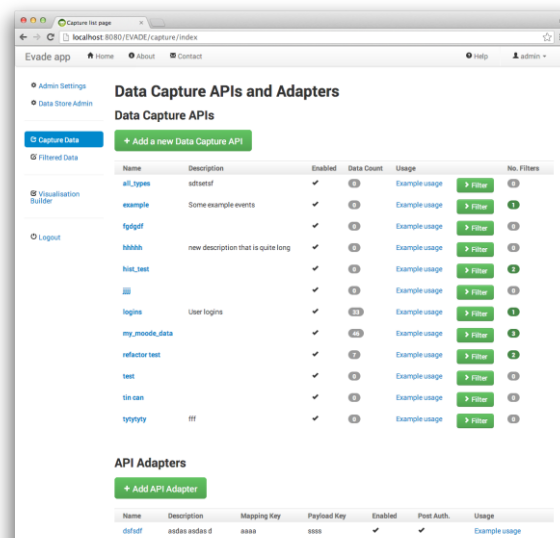 Capture list page
localhost:8080/EVADE/capture/index
Evade app Home About Contact Help admin
Admin Settings
Data Store Admin
Capture Data
Filtered Data
Visualisation
Builder
Logout
Data Capture APIs and Adapters
Data Capture APIs
+ Add a new Data Capture API
Name Description Enabled Data Count Usage No. Filters
all_types sdtsetsf 0 Example usage Filter 0
example Some example events 0 Example usage Filter 1
fgdgdf 0 Example usage Filter 0
hhhhh new description that is quite long 0 Example usage Filter 0
hist_test 0 Example usage Filter 2
jjjjj 0 Example usage Filter 0
logins User logins 33 Example usage Filter 1
my_moode_data 46 Example usage Filter 3
refactor test 7 Example usage Filter 2
test 0 Example usage Filter 0
tin can 0 Example usage Filter 0
tytytyty fff 0 Example usage Filter 0
API Adapters
+ Add API Adapter
Name Description Mapping Key Payload Key Enabled Post Auth. Usage
dsfsdf asdas asdas d aaaa ssss Example usage